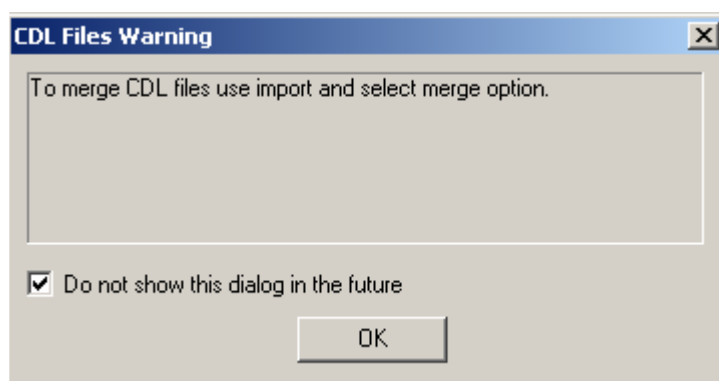 CDL Files Warning
To merge CDL files use import and select merge option.
Do not show this dialog in the future
OK